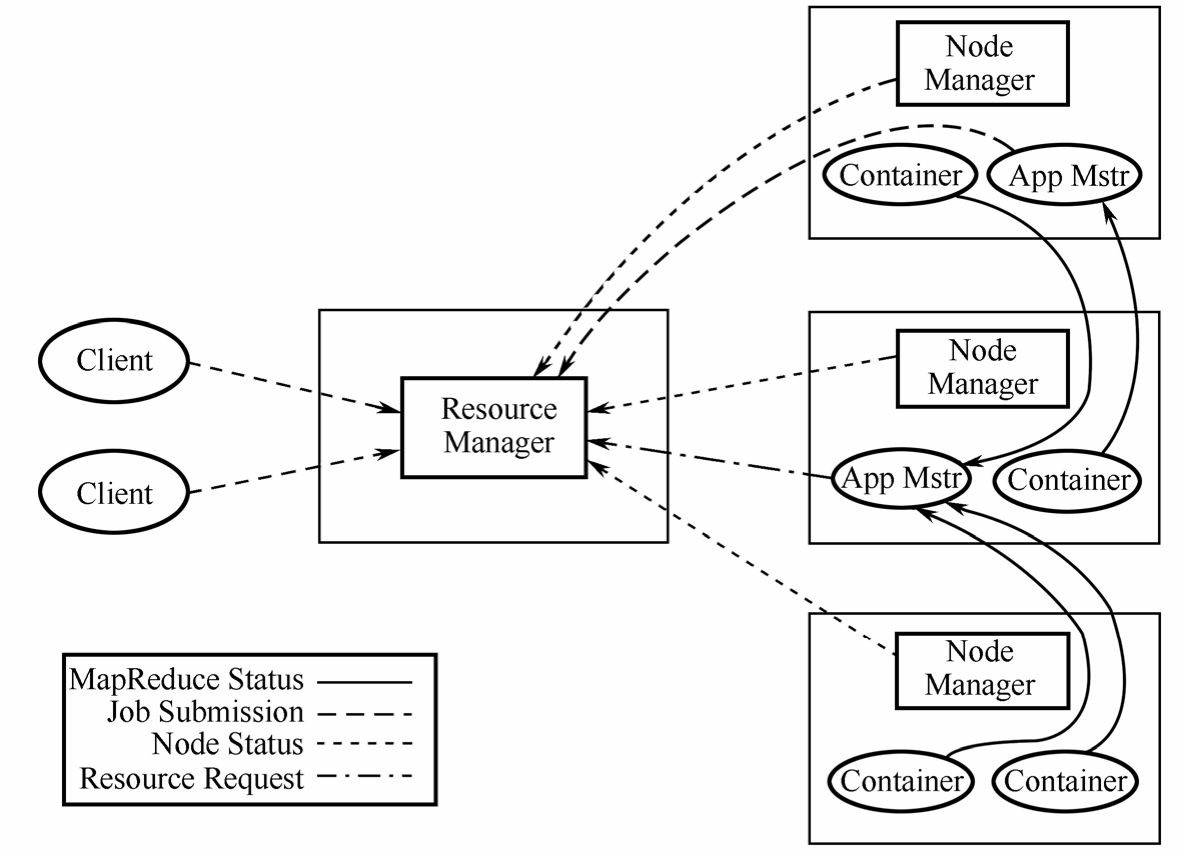 Node
Manager
Container
App Mstr
Client
Client
Resource
Manager
Node
Manager
App Mstr
Container
Node
Manager
Container
Container
MapReduce Status
Job Submission
Node Status
Resource Request